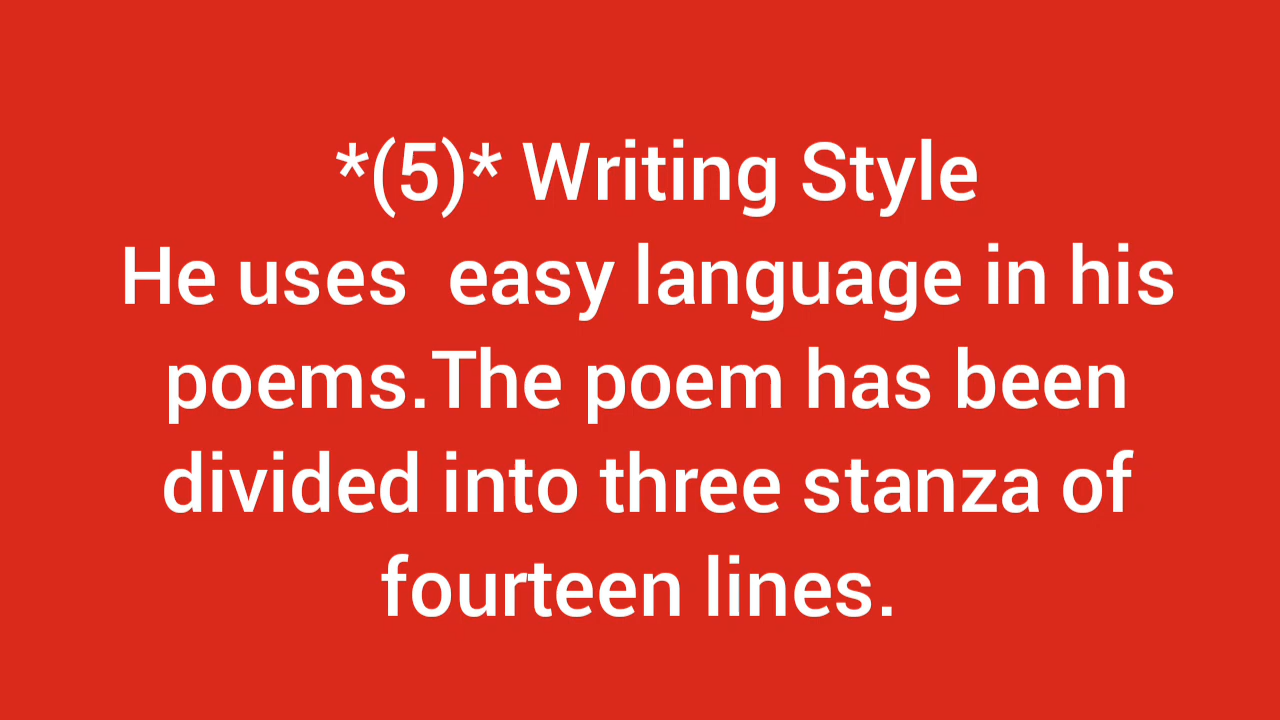 *(5)* Writing Style
He uses  easy language in his
poems.The poem has been
divided into three stanza of
fourteen lines.